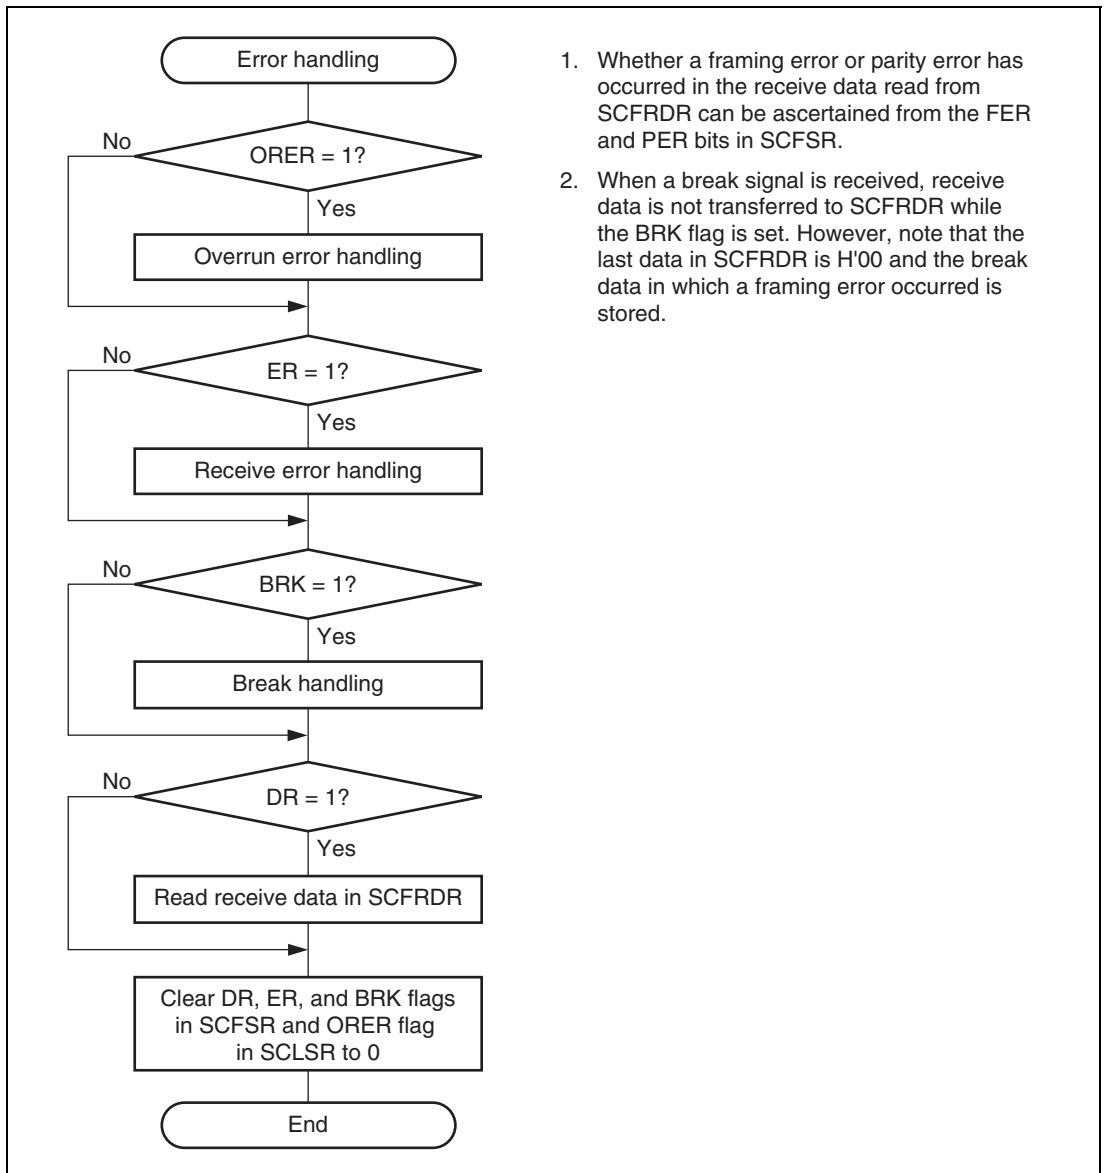 Error handling
No
ORER = 1?
Yes
Overrun error handling
No
ER = 1?
Yes
Receive error handling
No
BRK = 1?
Yes
Break handling
No
DR = 1?
Yes
Read receive data in SCFRDR
Clear DR, ER, and BRK flags
in SCFSR and ORER flag
in SCLSR to 0
End
1. Whether a framing error or parity error has
occurred in the receive data read from
SCFRDR can be ascertained from the FER
and PER bits in SCFSR.
2. When a break signal is received, receive
data is not transferred to SCFRDR while
the BRK flag is set. However, note that the
last data in SCFRDR is H'00 and the break
data in which a framing error occurred is
stored.